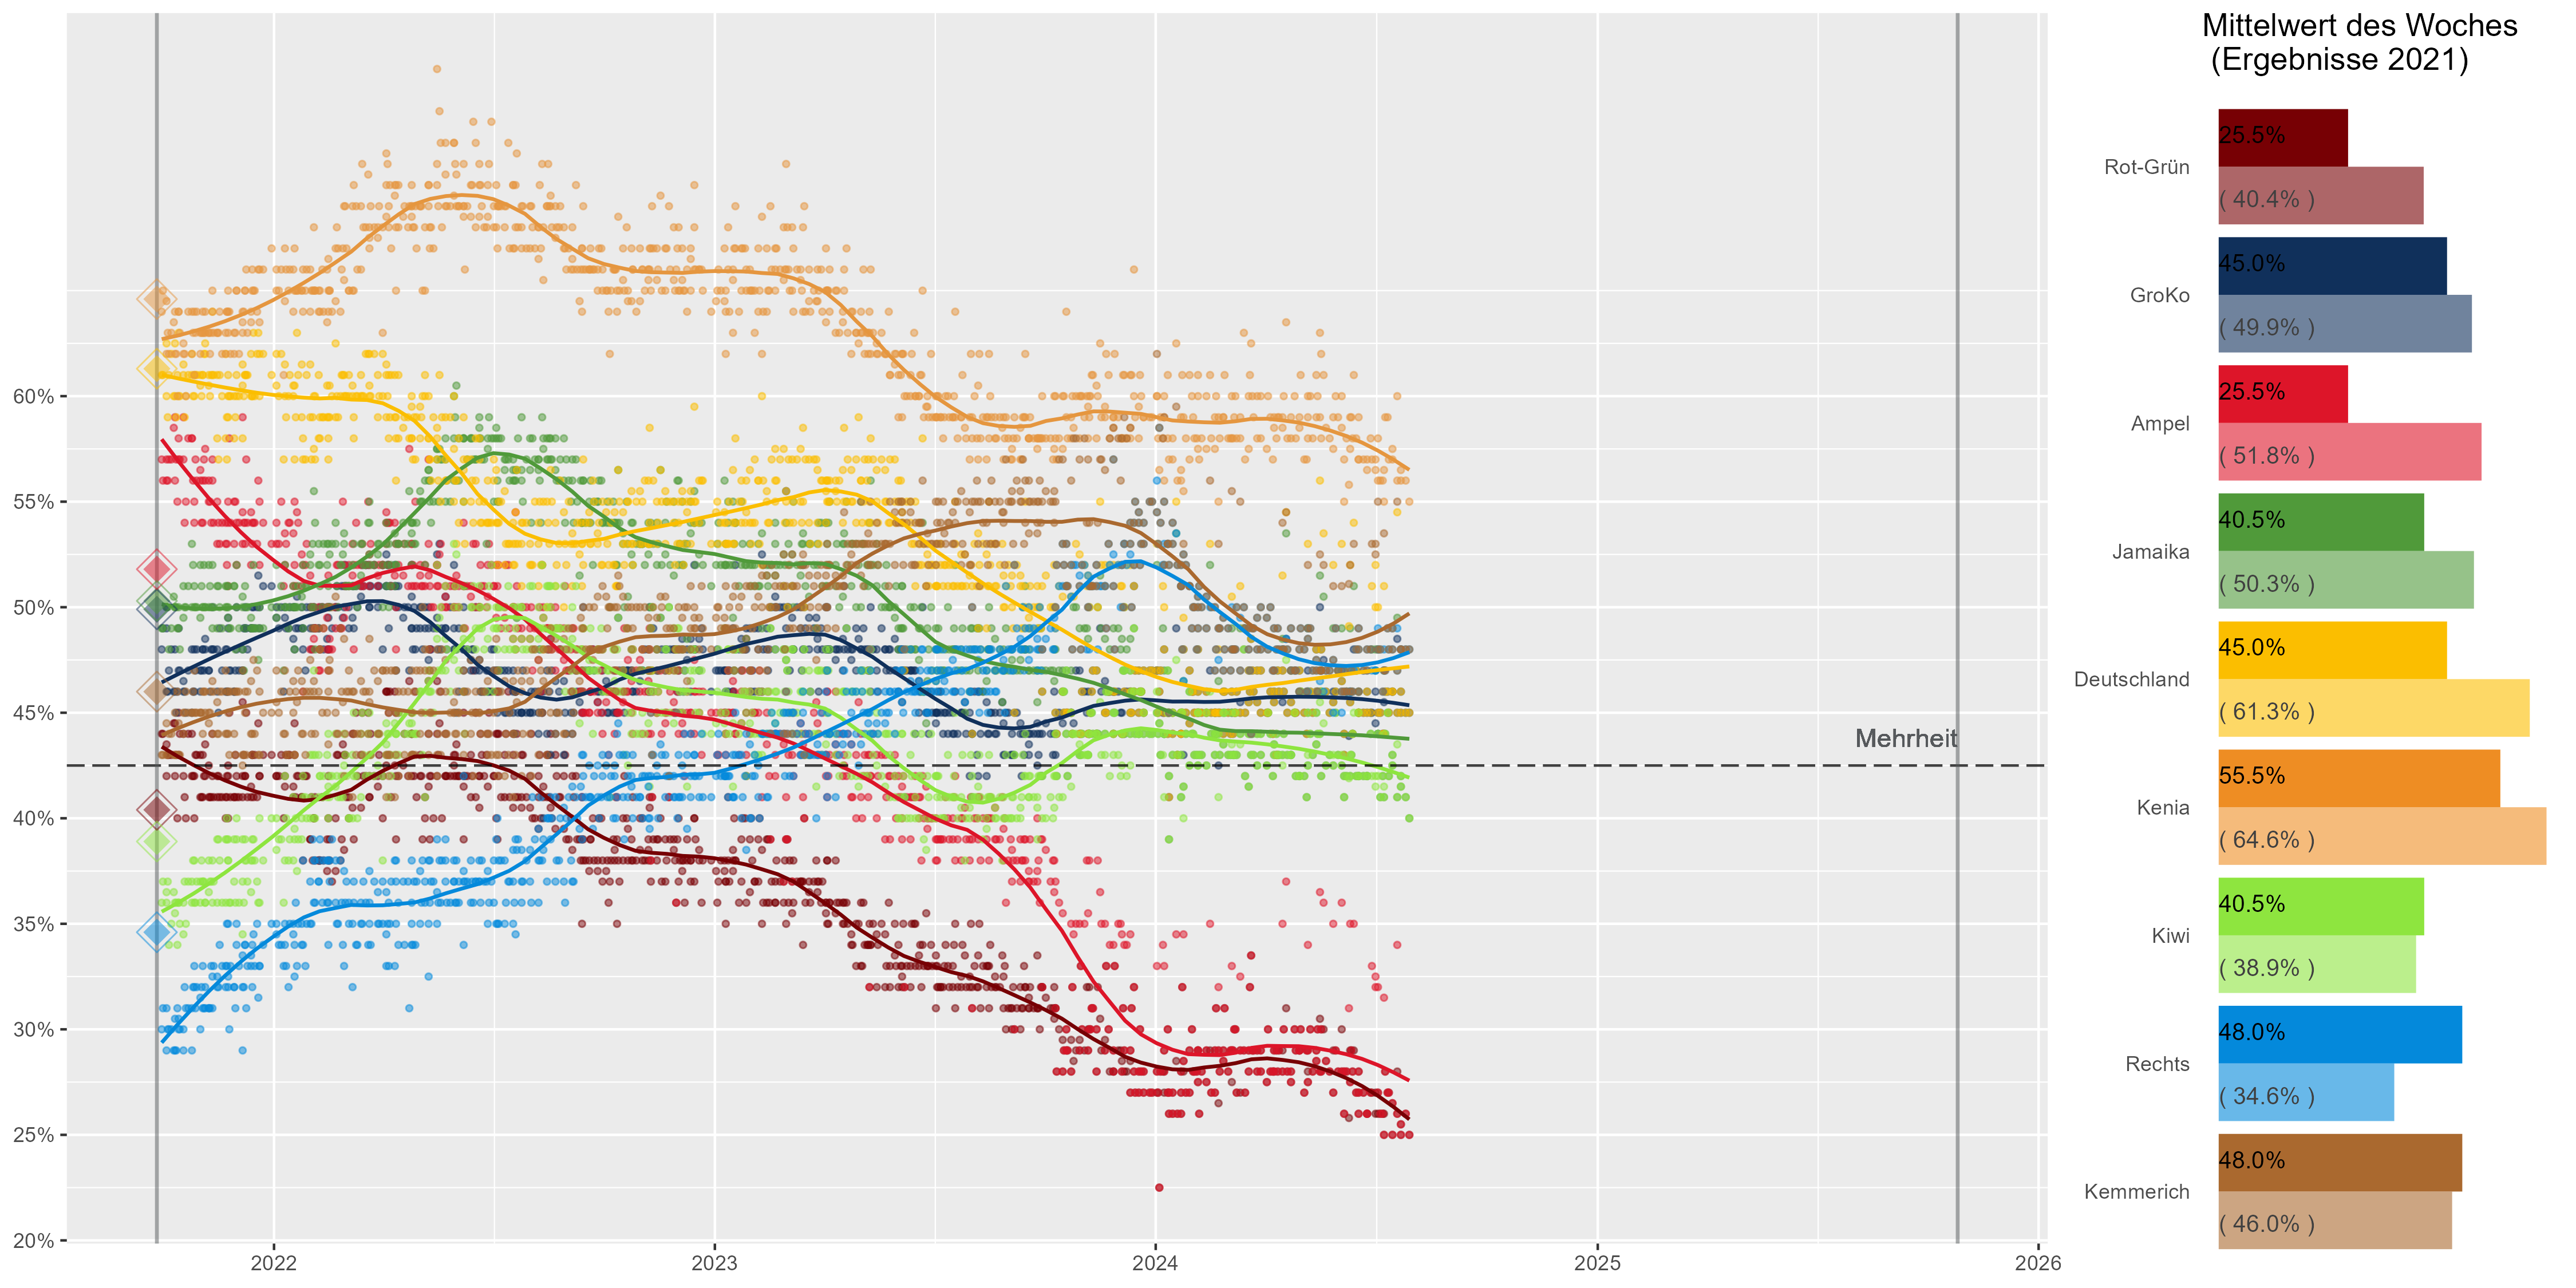 Mittelwert des Woches
(Ergebnisse 2021)
60%
55%
50%
45%
40%
35%
30%
25%
20%
2022
2023
2024
2025
2026
Mehrheit
Rot-Grün
25.5%
( 40.4% )
GroKo
45.0%
( 49.9% )
Ampel
25.5%
( 51.8% )
Jamaika
40.5%
( 50.3% )
Deutschland
45.0%
( 61.3% )
Kenia
55.5%
( 64.6% )
Kiwi
40.5%
( 38.9% )
Rechts
48.0%
( 34.6% )
Kemmerich
48.0%
( 46.0% )